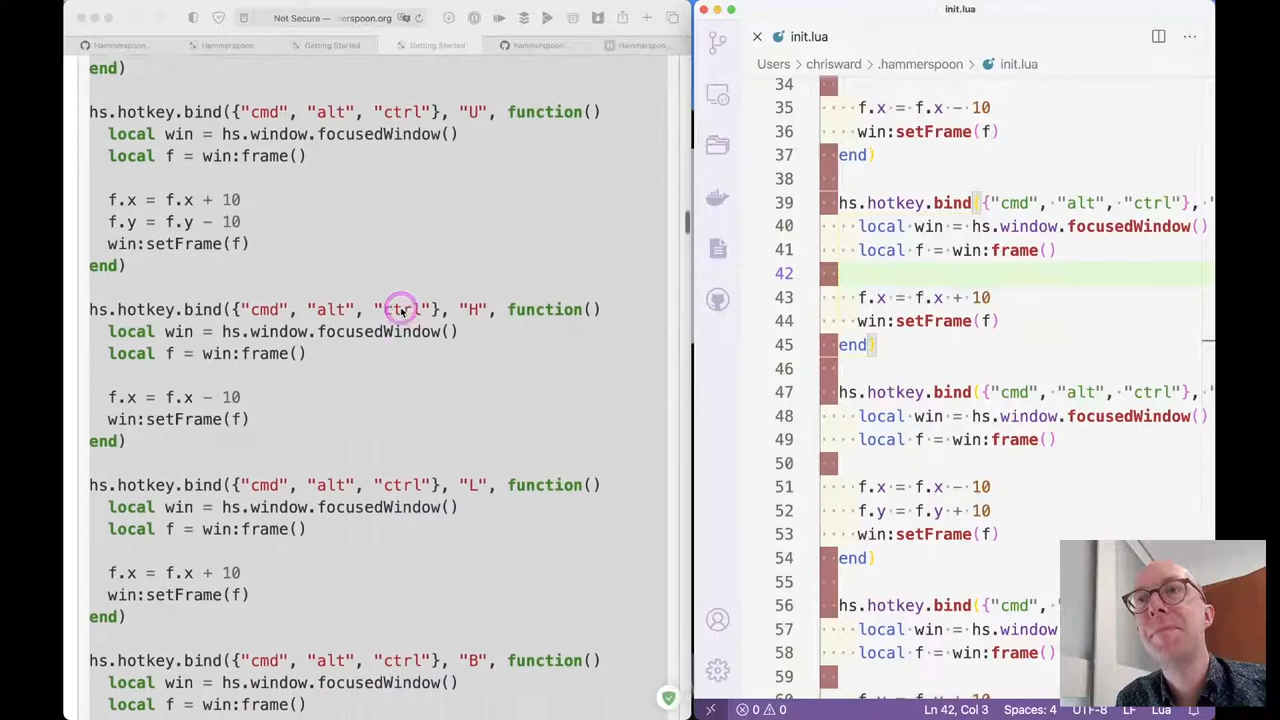 Not Secure — nerspoon.org
Hammerspoon
Hammerspoon
Getting Started
Getting Started
hammerspoon...
Hammerspoon...
end)
hs.hotkey.bind({"cmd", "alt", "ctrl"}, "U", function()
local win = hs.window.focusedWindow()
local f = win:frame()
f.x = f.x + 10
f.y = f.y - 10
win:setFrame(f)
end)
hs.hotkey.bind({"cmd", "alt", "ctrl"}, "H", function()
local win = hs.window.focusedWindow()
local f = win:frame()
f.x = f.x - 10
win:setFrame(f)
end)
hs.hotkey.bind({"cmd", "alt", "ctrl"}, "L", function()
local win = hs.window.focusedWindow()
local f = win:frame()
f.x = f.x + 10
win:setFrame(f)
end)
hs.hotkey.bind({"cmd", "alt", "ctrl"}, "B", function()
local win = hs.window.focusedWindow()
local f = win:frame()
init.lua
init.lua
Users > chrisward > .hammerspoon > init.lua
34
35 f.x = f.x - 10
36 win:setFrame(f)
37 end)
38
39 hs.hotkey.bind({"cmd", "alt", "ctrl"}, "
40 local win = hs.window.focusedWindow()
41 local f = win:frame()
42
43 f.x = f.x + 10
44 win:setFrame(f)
45 end)
46
47 hs.hotkey.bind({"cmd", "alt", "ctrl"}, "
48 local win = hs.window.focusedWindow()
49 local f = win:frame()
50
51 f.x = f.x - 10
52 f.y = f.y + 10
53 win:setFrame(f)
54 end)
55
56 hs.hotkey.bind({"cmd",
57 local win = hs.window
58 local f = win:frame()
59
0 0 Ln 42, Col 3 Spaces: 4 UTF-8 LF Lua